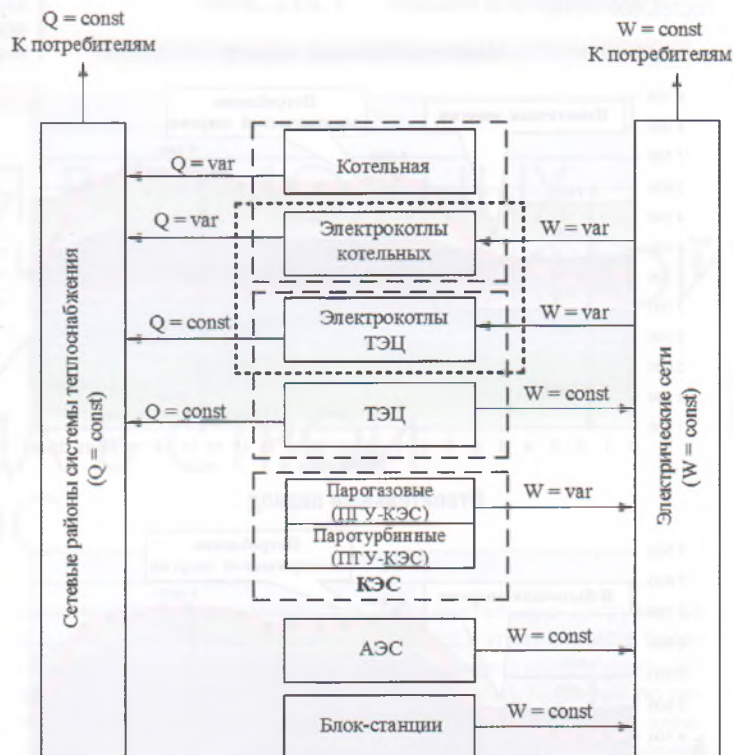 Q = const
К потребителям
W = const
К потребителям
Сетевые районы системы теплоснабжения
(Q = const)
Q = var
Котельная
Q = var
Электрокотлы
котельных
W = var
Q = const
Электрокотлы
ТЭЦ
W = var
Q = const
ТЭЦ
W = const
Парогазовые
(ПГУ-КЭС)
W = var
Паротурбинные
(ПТУ-КЭС)
КЭС
АЭС
W = const
Блок-станции
W = const
Электрические сети
(W = const)